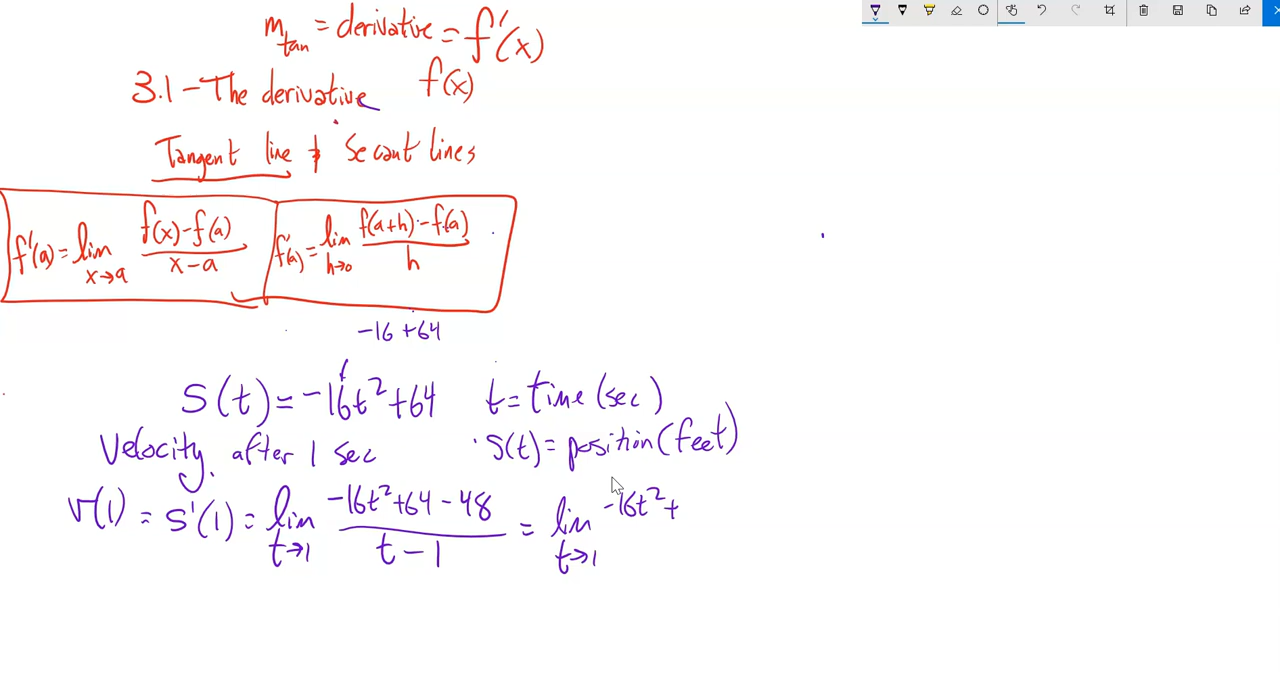 m_tan = derivative = f'(x)
3.1 - The derivative f(x)
Tangent line & Secant lines
f'(a) = lim x→a f(x) - f(a) / x - a
f'(a) = lim h→0 f(a+h) - f(a) / h
-16 + 64
S(t) = -16t² + 64 t = time (sec)
Velocity after 1 sec s(t) = position (feet)
v(1) = s'(1) = lim t→1 -16t² + 64 - 48 / t - 1 = lim t→1 -16t² +